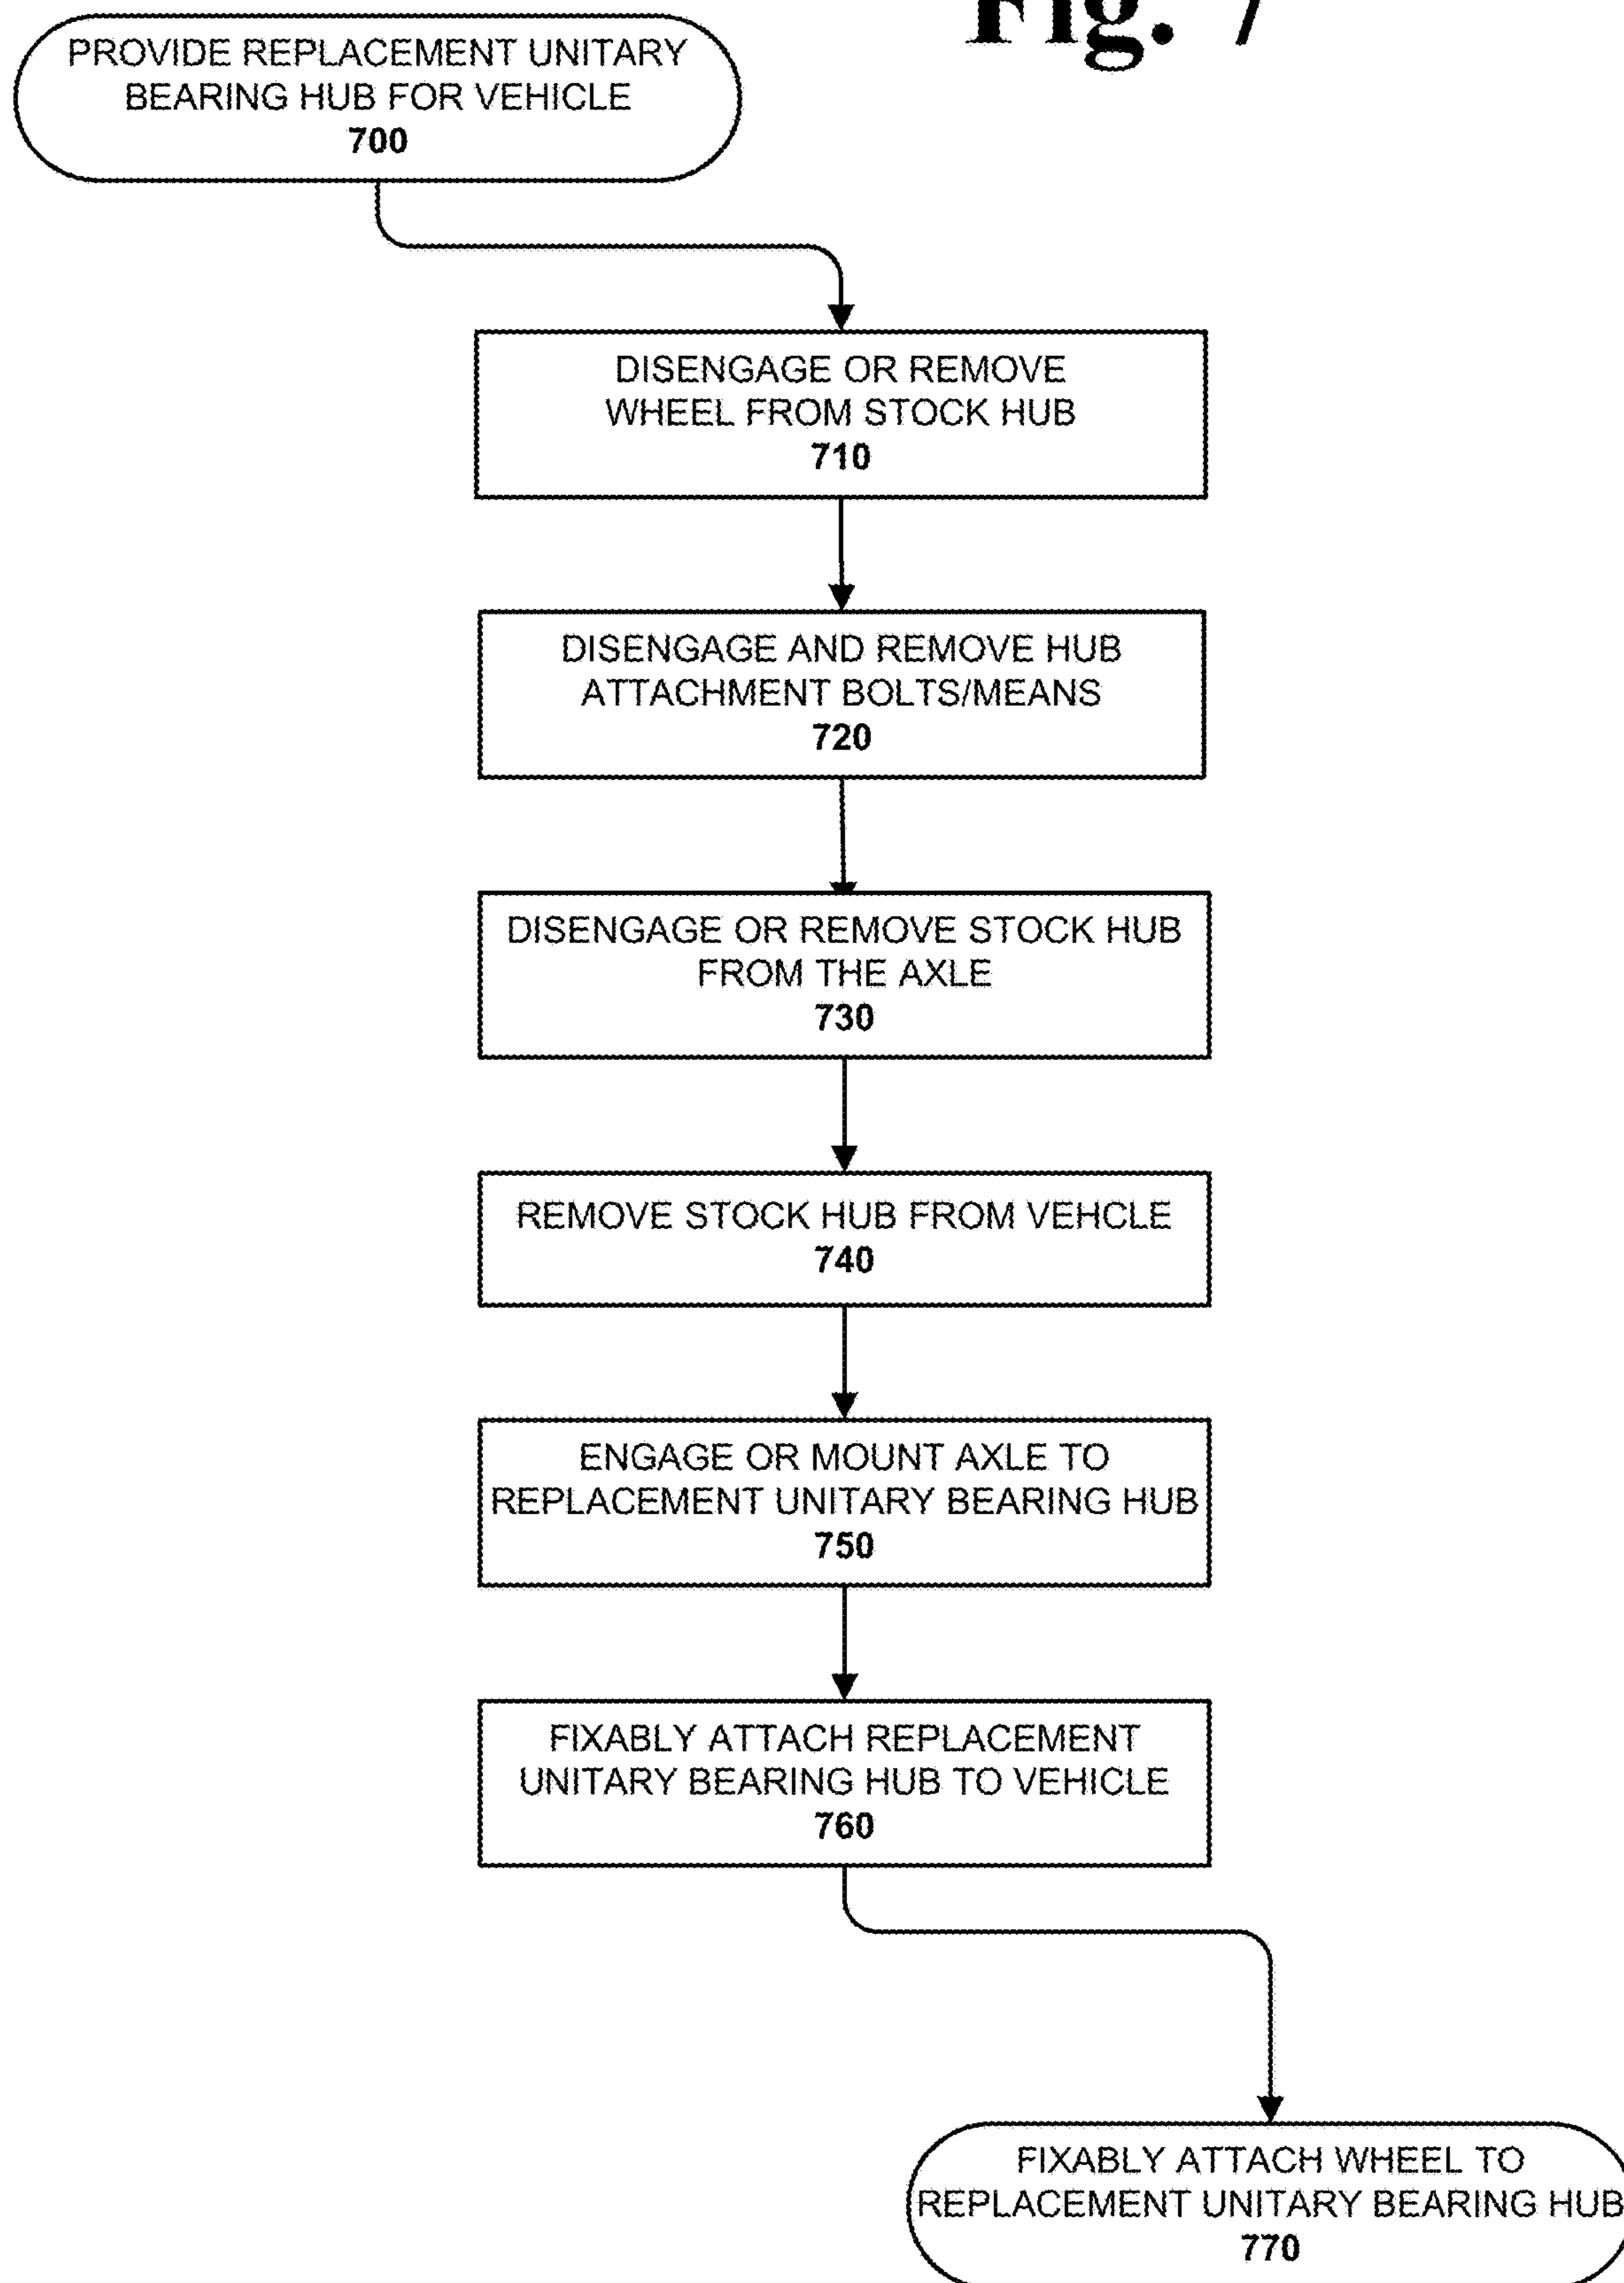 Fig. 7
PROVIDE REPLACEMENT UNITARY
BEARING HUB FOR VEHICLE
700
DISENGAGE OR REMOVE
WHEEL FROM STOCK HUB
710
DISENGAGE AND REMOVE HUB
ATTACHMENT BOLTS/MEANS
720
DISENGAGE OR REMOVE STOCK HUB
FROM THE AXLE
730
REMOVE STOCK HUB FROM VEHCLE
740
ENGAGE OR MOUNT AXLE TO
REPLACEMENT UNITARY BEARING HUB
750
FIXABLY ATTACH REPLACEMENT
UNITARY BEARING HUB TO VEHICLE
760
FIXABLY ATTACH WHEEL TO
REPLACEMENT UNITARY BEARING HUB
770